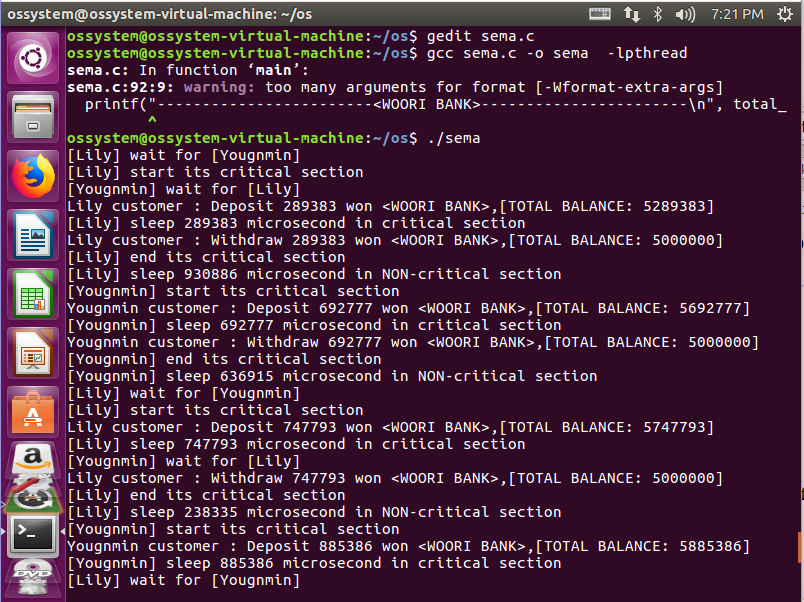 ossystem@ossystem-virtual-machine: ~/os 7:21 PM
ossystem@ossystem-virtual-machine:~/os$ gedit sema.c
ossystem@ossystem-virtual-machine:~/os$ gcc sema.c -o sema  -lpthread
sema.c: In function ‘main’:
sema.c:92:9: warning: too many arguments for format [-Wformat-extra-args]
  printf("------------------------<WOORI BANK>-----------------------\n", total_
         ^
ossystem@ossystem-virtual-machine:~/os$ ./sema
[Lily] wait for [Yougnmin]
[Lily] start its critical section
[Yougnmin] wait for [Lily]
Lily customer : Deposit 289383 won <WOORI BANK>,[TOTAL BALANCE: 5289383]
[Lily] sleep 289383 microsecond in critical section
Lily customer : Withdraw 289383 won <WOORI BANK>,[TOTAL BALANCE: 5000000]
[Lily] end its critical section
[Lily] sleep 930886 microsecond in NON-critical section
[Yougnmin] start its critical section
Yougnmin customer : Deposit 692777 won <WOORI BANK>,[TOTAL BALANCE: 5692777]
[Yougnmin] sleep 692777 microsecond in critical section
Yougnmin customer : Withdraw 692777 won <WOORI BANK>,[TOTAL BALANCE: 5000000]
[Yougnmin] end its critical section
[Yougnmin] sleep 636915 microsecond in NON-critical section
[Lily] wait for [Yougnmin]
[Lily] start its critical section
Lily customer : Deposit 747793 won <WOORI BANK>,[TOTAL BALANCE: 5747793]
[Lily] sleep 747793 microsecond in critical section
[Yougnmin] wait for [Lily]
Lily customer : Withdraw 747793 won <WOORI BANK>,[TOTAL BALANCE: 5000000]
[Lily] end its critical section
[Lily] sleep 238335 microsecond in NON-critical section
[Yougnmin] start its critical section
Yougnmin customer : Deposit 885386 won <WOORI BANK>,[TOTAL BALANCE: 5885386]
[Yougnmin] sleep 885386 microsecond in critical section
[Lily] wait for [Yougnmin]